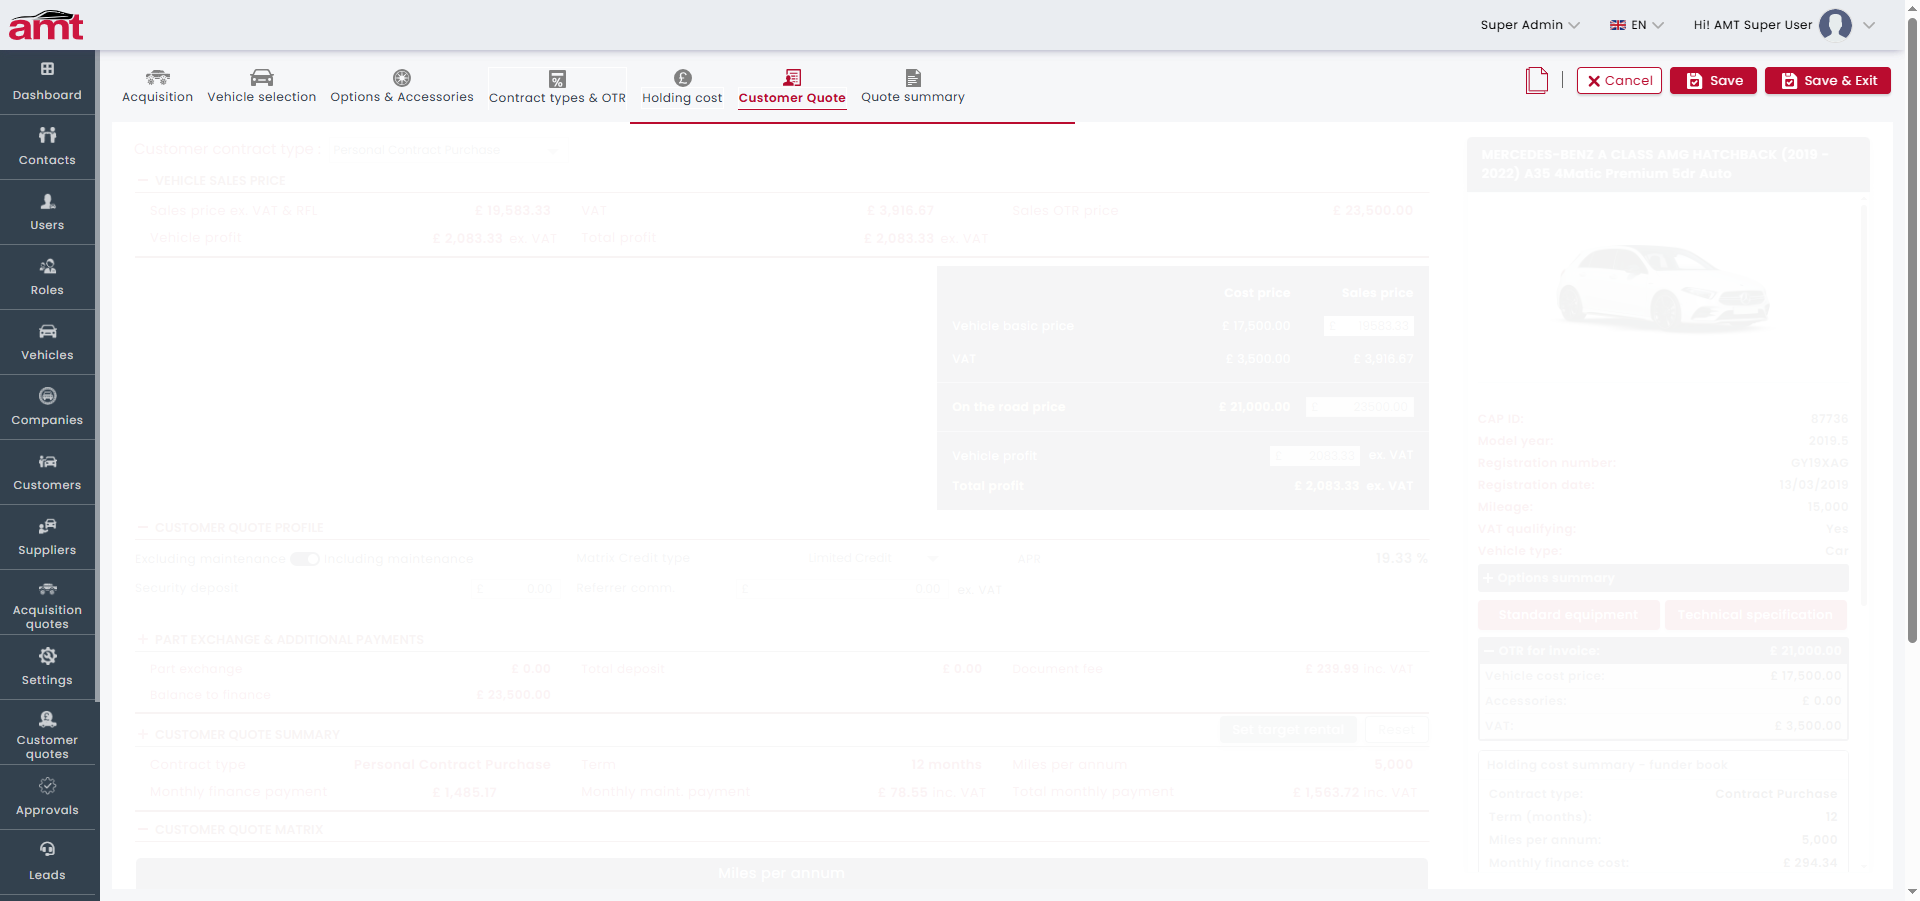 amt
Super Admin
EN
Hi! AMT Super User
Dashboard
Contacts
Users
Roles
Vehicles
Companies
Customers
Suppliers
Acquisition
quotes
Settings
Customer
quotes
Approvals
Leads
Acquisition
Vehicle selection
Options & Accessories
Contract types & OTR
Holding cost
Customer Quote
Quote summary
Cancel
Save
Save & Exit
Customer contract type: Personal Contract Purchase
VEHICLE SALES PRICE
Sales price ex. VAT & RFL £ 19,583.33 VAT £ 3,916.67 Sales OTR price £ 23,500.00
Vehicle profit £ 2,083.33 ex. VAT Total profit £ 2,083.33 ex. VAT
Cost price Sales price
Vehicle basic price £ 17,500.00 £ 19583.33
VAT £ 3,500.00 £ 3,916.67
On the road price £ 21,000.00 £ 23500.00
Vehicle profit £ 2083.33 ex. VAT
Total profit £ 2,083.33 ex. VAT
CUSTOMER QUOTE PROFILE
Excluding maintenance Including maintenance Matrix Credit type Limited Credit APR 19.33 %
Security deposit £ 0.00 Referrer comm. £ 0.00 ex. VAT
PART EXCHANGE & ADDITIONAL PAYMENTS
Part exchange £ 0.00 Total deposit £ 0.00 Document fee £ 239.99 inc. VAT
Balance to finance £ 23,500.00
CUSTOMER QUOTE SUMMARY
Set target rental Reset
Contract type Personal Contract Purchase Term 12 months Miles per annum 5,000
Monthly finance payment £ 1,485.17 Monthly maint. payment £ 78.55 inc. VAT Total monthly payment £ 1,563.72 inc. VAT
CUSTOMER QUOTE MATRIX
Miles per annum
MERCEDES-BENZ A CLASS AMG HATCHBACK (2019 -
2022) A35 4Matic Premium 5dr Auto
CAP ID: 87736
Model year: 2019.5
Registration number: GY19XAG
Registration date: 13/03/2019
Mileage: 15,000
VAT qualifying: Yes
Vehicle type: Car
Options summary
Standard equipment
Technical specification
OTR for invoice: £ 21,000.00
Vehicle cost price: £ 17,500.00
Accessories: £ 0.00
VAT: £ 3,500.00
Holding cost summary - funder book
Contract type: Contract Purchase
Term (months): 12
Miles per annum: 5,000
Monthly finance cost: £ 294.34